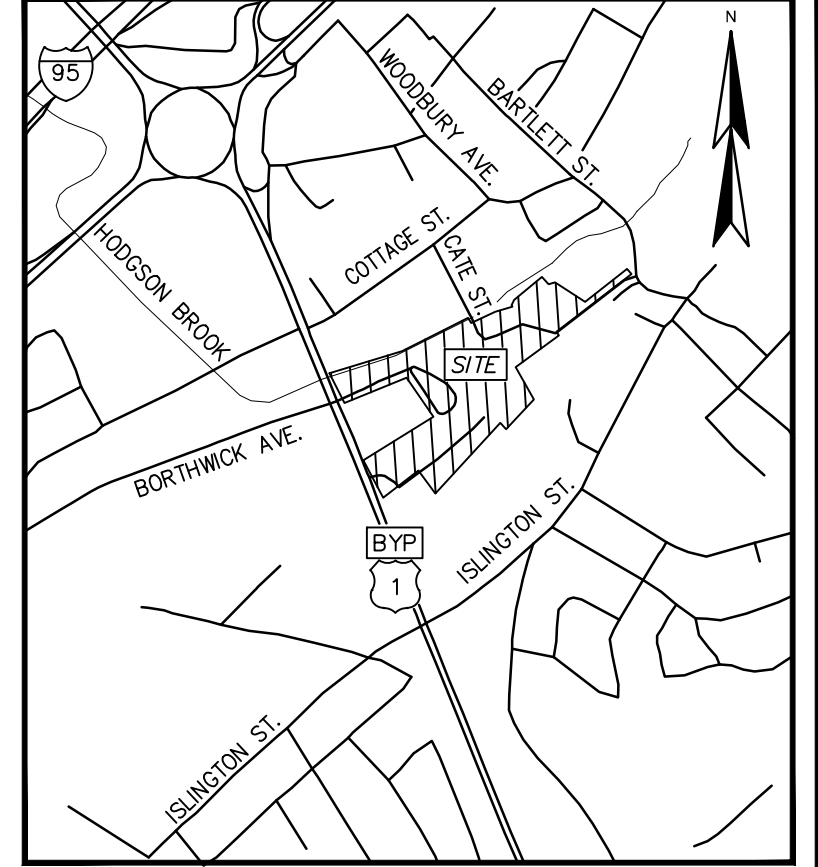 N
95
WOODBURY AVE.
BARTLETT ST.
HODGSON BROOK
COTTAGE ST.
CATE ST.
SITE
BORTHWICK AVE.
ISLINGTON ST.
BYP
1
ISLINGTON ST.